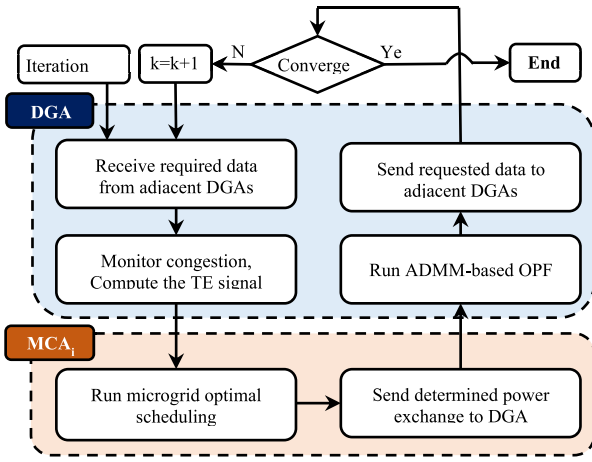 N
Ye
Iteration
k=k+1
Converge
End
DGA
Receive required data
from adjacent DGAs
Send requested data to
adjacent DGAs
Monitor congestion,
Compute the TE signal
Run ADMM-based OPF
MCAi
Run microgrid optimal
scheduling
Send determined power
exchange to DGA